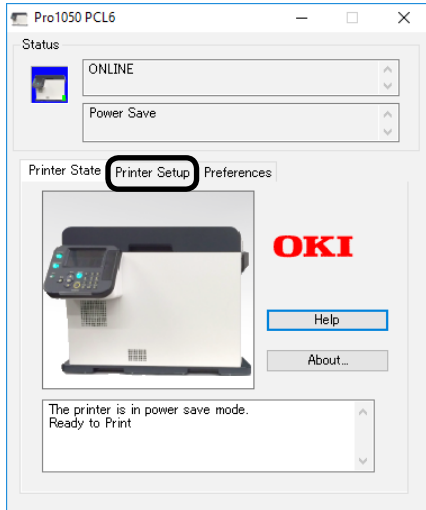 Pro1050 PCL6
Status
ONLINE
Power Save
Printer State Printer Setup Preferences
OKI
Help
About...
The printer is in power save mode.
Ready to Print